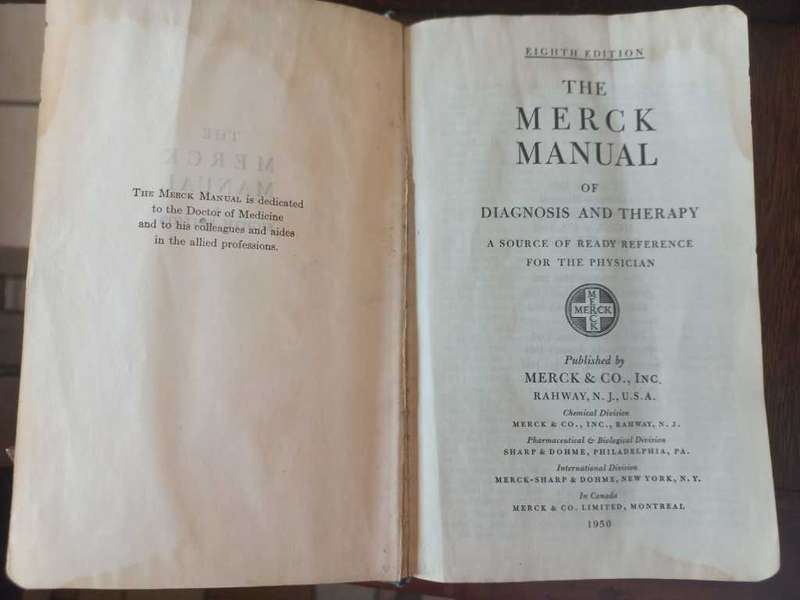 The Merck Manual is dedicated
to the Doctor of Medicine
and to his colleagues and aides
in the allied professions.
EIGHTH EDITION
THE
MERCK
MANUAL
OF
DIAGNOSIS AND THERAPY
A SOURCE OF READY REFERENCE
FOR THE PHYSICIAN
MERCK
MERCK
Published by
MERCK & CO., Inc.
RAHWAY, N. J., U.S.A.
Chemical Division
MERCK & CO., INC., RAHWAY, N. J.
Pharmaceutical & Biological Division
SHARP & DOHME, PHILADELPHIA, PA.
International Division
MERCK-SHARP & DOHME, NEW YORK, N. Y.
In Canada
MERCK & CO. LIMITED, MONTREAL
1950